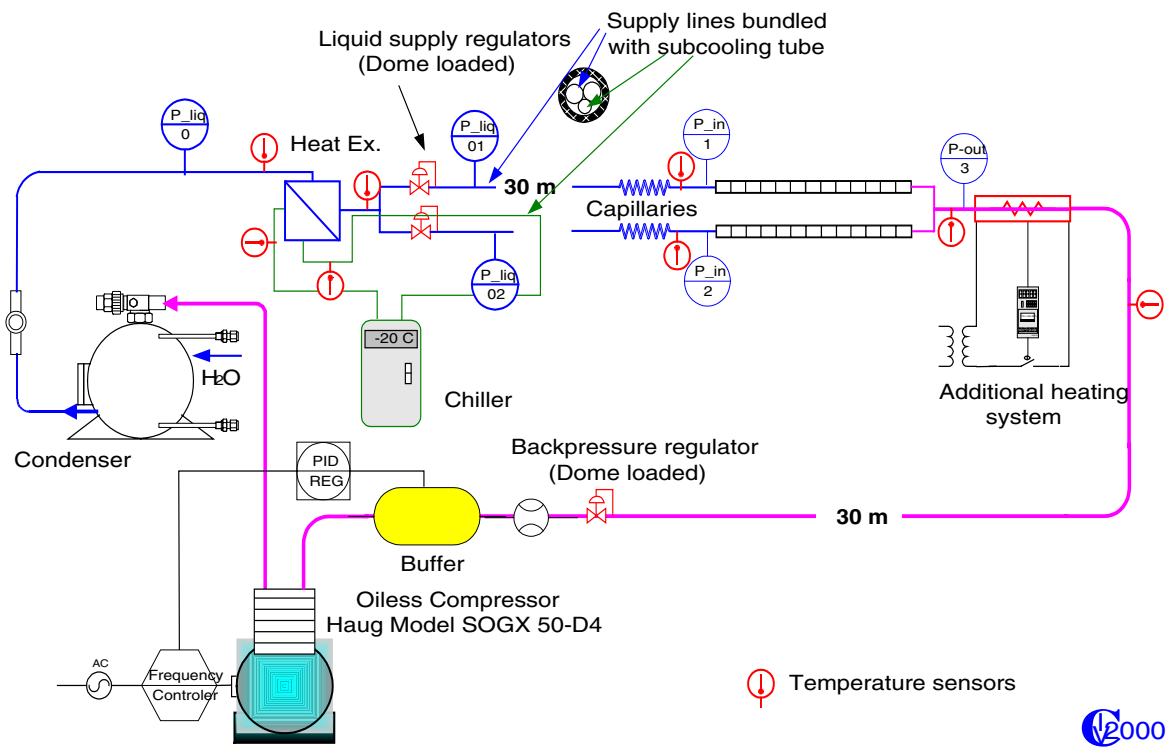 Supply lines bundled
with subcooling tube
Liquid supply regulators
(Dome loaded)
P_liq
0
Heat Ex.
P_liq
01
30 m
P_in
1
P-out
3
Capillaries
P_liq
02
P_in
2
-20 C
Chiller
H2O
Condenser
Additional heating
system
PID
REG
Backpressure regulator
(Dome loaded)
30 m
Buffer
Oiless Compressor
Haug Model SOGX 50-D4
AC
Frequency
Controler
Temperature sensors
2000